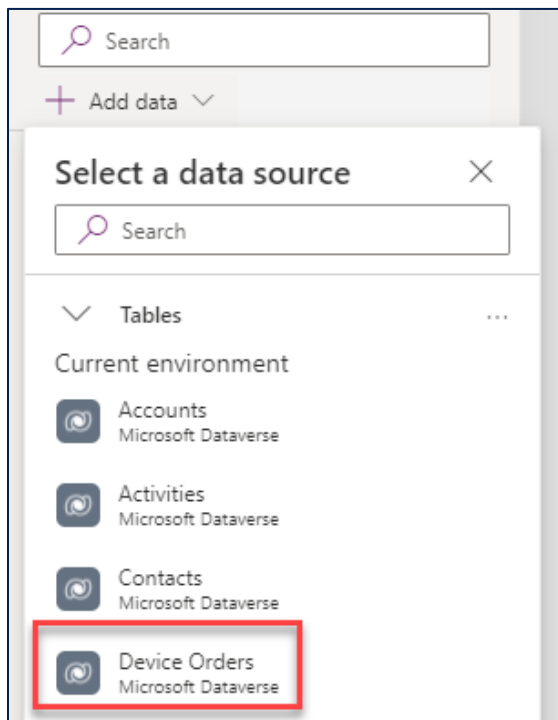 Search
Add data
Select a data source
Search
Tables
Current environment
Accounts
Microsoft Dataverse
Activities
Microsoft Dataverse
Contacts
Microsoft Dataverse
Device Orders
Microsoft Dataverse